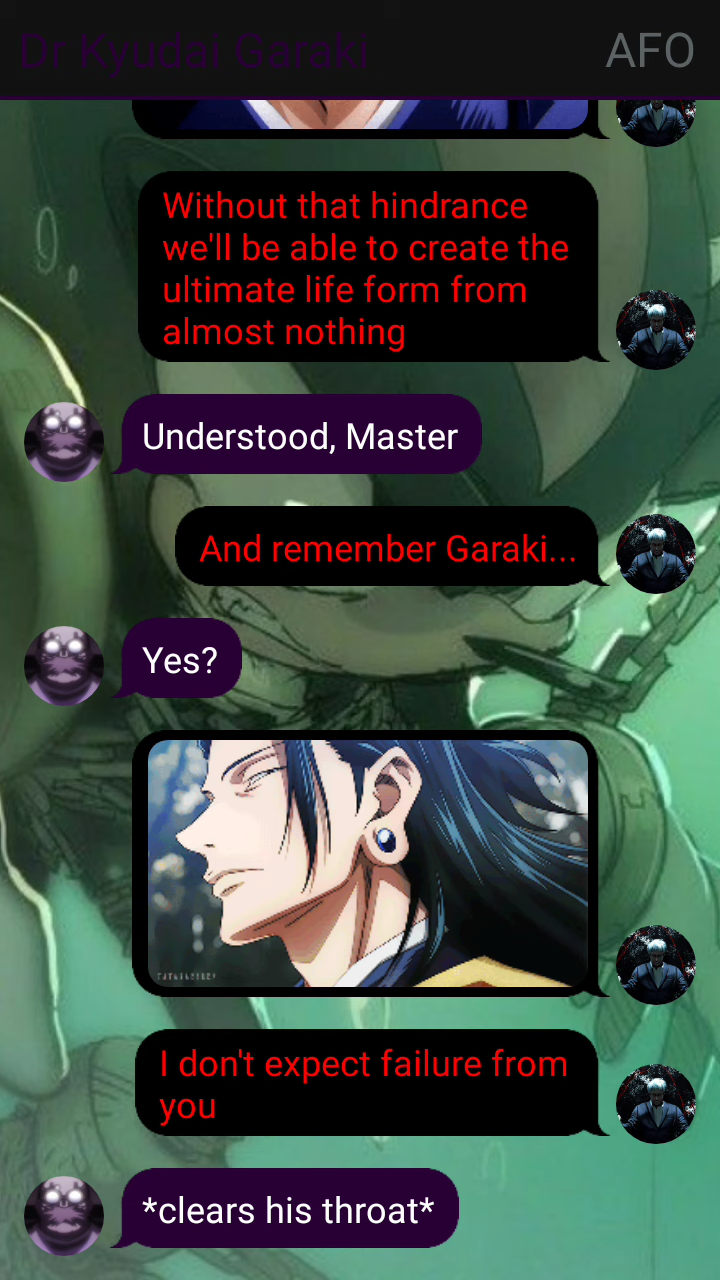 Dr Kyudai Garaki
AFO
Without that hindrance
we'll be able to create the
ultimate life form from
almost nothing
Understood, Master
And remember Garaki...
Yes?
I don't expect failure from
you
*clears his throat*